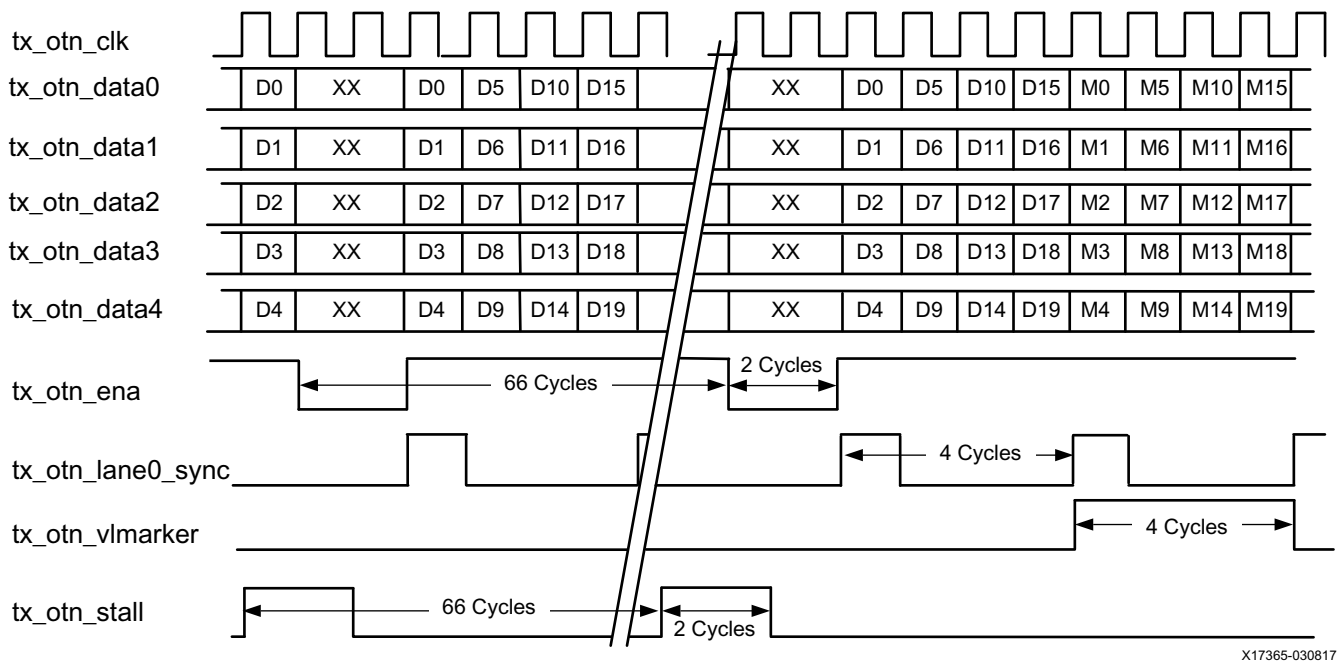 tx_otn_clk
tx_otn_data0 D0 XX D0 D5 D10 D15 XX D0 D5 D10 D15 M0 M5 M10 M15
tx_otn_data1 D1 XX D1 D6 D11 D16 XX D1 D6 D11 D16 M1 M6 M11 M16
tx_otn_data2 D2 XX D2 D7 D12 D17 XX D2 D7 D12 D17 M2 M7 M12 M17
tx_otn_data3 D3 XX D3 D8 D13 D18 XX D3 D8 D13 D18 M3 M8 M13 M18
tx_otn_data4 D4 XX D4 D9 D14 D19 XX D4 D9 D14 D19 M4 M9 M14 M19
tx_otn_ena 66 Cycles 2 Cycles
tx_otn_lane0_sync 4 Cycles
tx_otn_vlmarker 4 Cycles
tx_otn_stall 66 Cycles 2 Cycles
X17365-030817